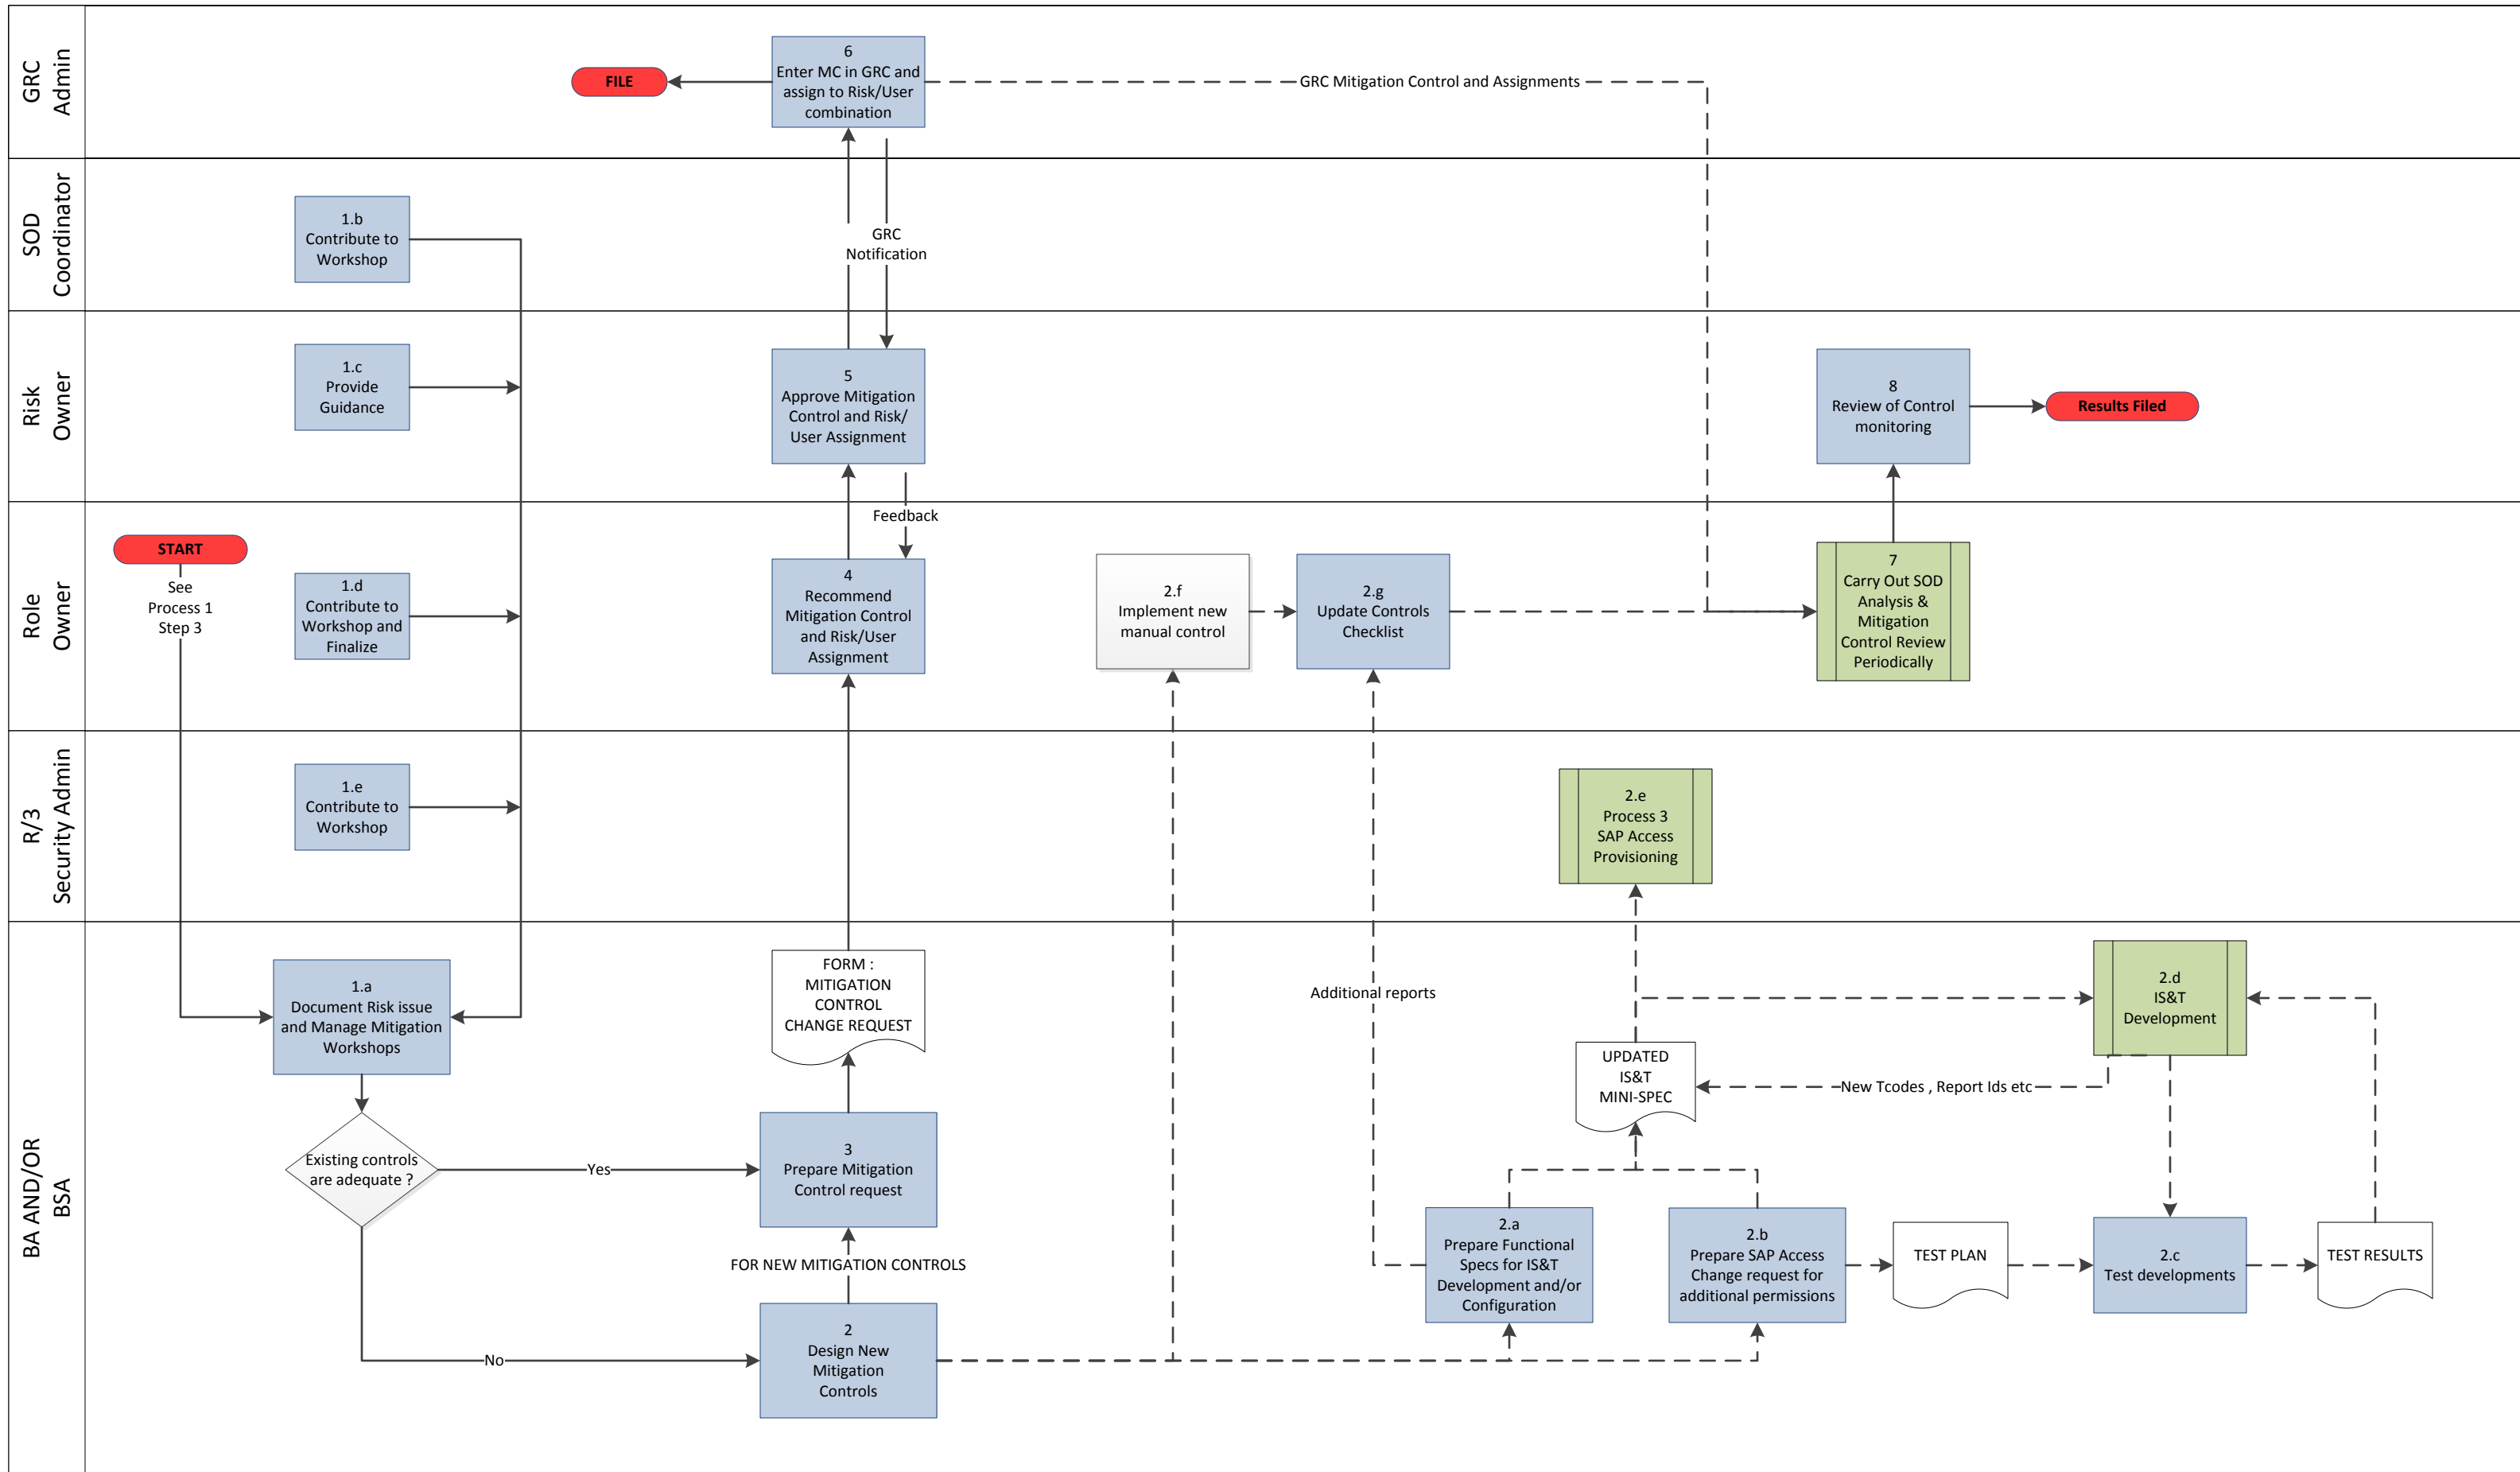 GRC
Admin
6
Enter MC in GRC and
assign to Risk/User
combination
FILE
GRC Mitigation Control and Assignments
SOD
Coordinator
1.b
Contribute to
Workshop
GRC
Notification
Risk
Owner
1.c
Provide
Guidance
5
Approve Mitigation
Control and Risk/
User Assignment
8
Review of Control
monitoring
Results Filed
Feedback
Role
Owner
START
See
Process 1
Step 3
1.d
Contribute to
Workshop and
Finalize
4
Recommend
Mitigation Control
and Risk/User
Assignment
2.f
Implement new
manual control
2.g
Update Controls
Checklist
7
Carry Out SOD
Analysis &
Mitigation
Control Review
Periodically
R/3
Security Admin
1.e
Contribute to
Workshop
2.e
Process 3
SAP Access
Provisioning
BA AND/OR
BSA
1.a
Document Risk issue
and Manage Mitigation
Workshops
FORM :
MITIGATION
CONTROL
CHANGE REQUEST
Additional reports
2.d
IS&T
Development
UPDATED
IS&T
MINI-SPEC
New Tcodes , Report Ids etc
Existing controls
are adequate ?
Yes
3
Prepare Mitigation
Control request
FOR NEW MITIGATION CONTROLS
2.a
Prepare Functional
Specs for IS&T
Development and/or
Configuration
2.b
Prepare SAP Access
Change request for
additional permissions
TEST PLAN
2.c
Test developments
TEST RESULTS
No
2
Design New
Mitigation
Controls